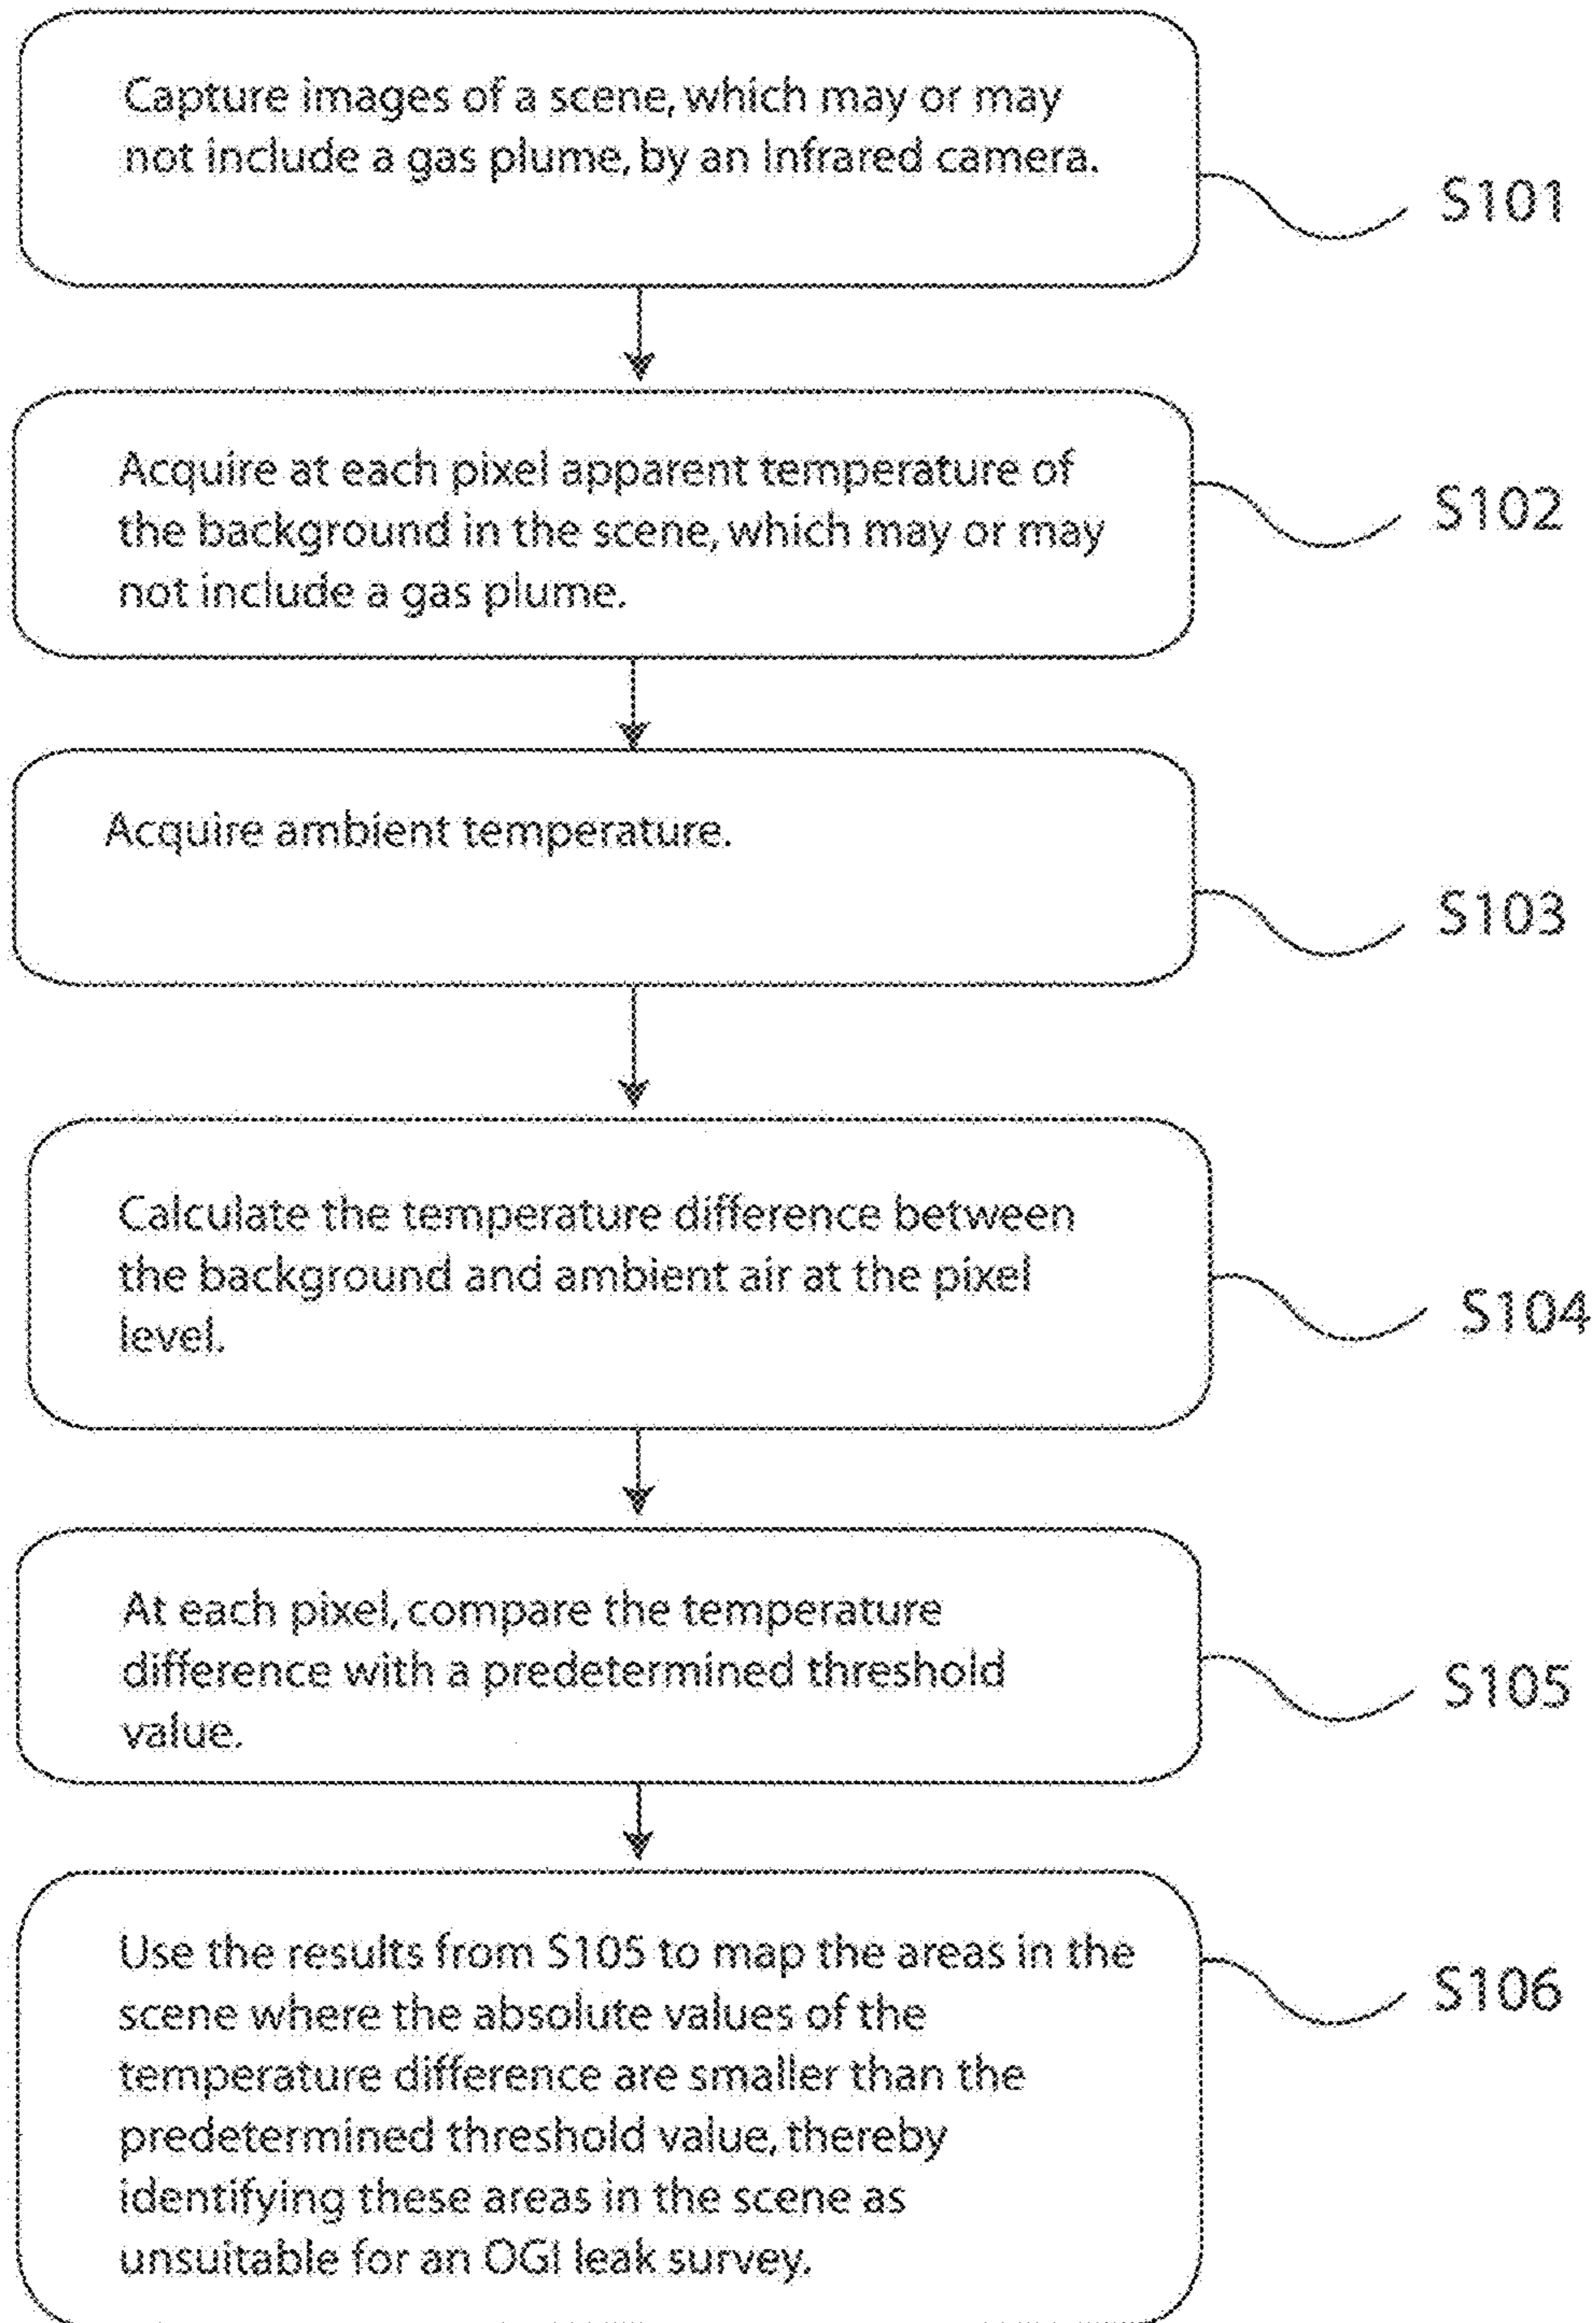 Capture images of a scene, which may or may
not include a gas plume, by an Infrared camera.
S101
Acquire at each pixel apparent temperature of
the background in the scene, which may or may
not include a gas plume.
S102
Acquire ambient temperature.
S103
Calculate the temperature difference between
the background and ambient air at the pixel
level.
S104
At each pixel, compare the temperature
difference with a predetermined threshold
value.
S105
Use the results from S105 to map the areas in the
scene where the absolute values of the
temperature difference are smaller than the
predetermined threshold value, thereby
identifying these areas in the scene as
unsuitable for an OGI leak survey.
S106